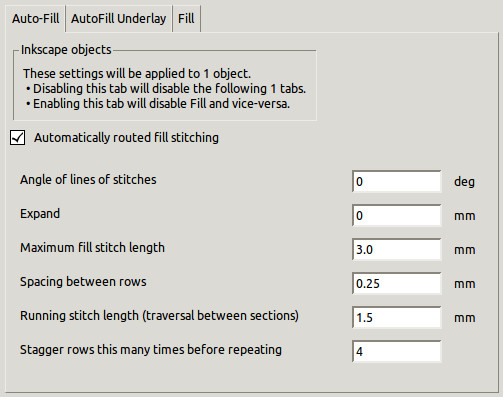 Auto-Fill AutoFill Underlay Fill
Inkscape objects
These settings will be applied to 1 object.
• Disabling this tab will disable the following 1 tabs.
• Enabling this tab will disable Fill and vice-versa.
Automatically routed fill stitching
Angle of lines of stitches 0 deg
Expand 0 mm
Maximum fill stitch length 3.0 mm
Spacing between rows 0.25 mm
Running stitch length (traversal between sections) 1.5 mm
Stagger rows this many times before repeating 4